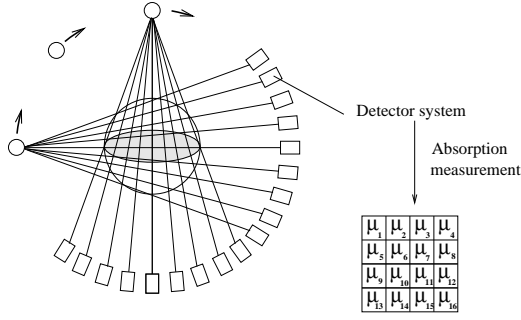 Detector system
Absorption
measurement
μ1 μ2 μ3 μ4
μ5 μ6 μ7 μ8
μ9 μ10 μ11 μ12
μ13 μ14 μ15 μ16